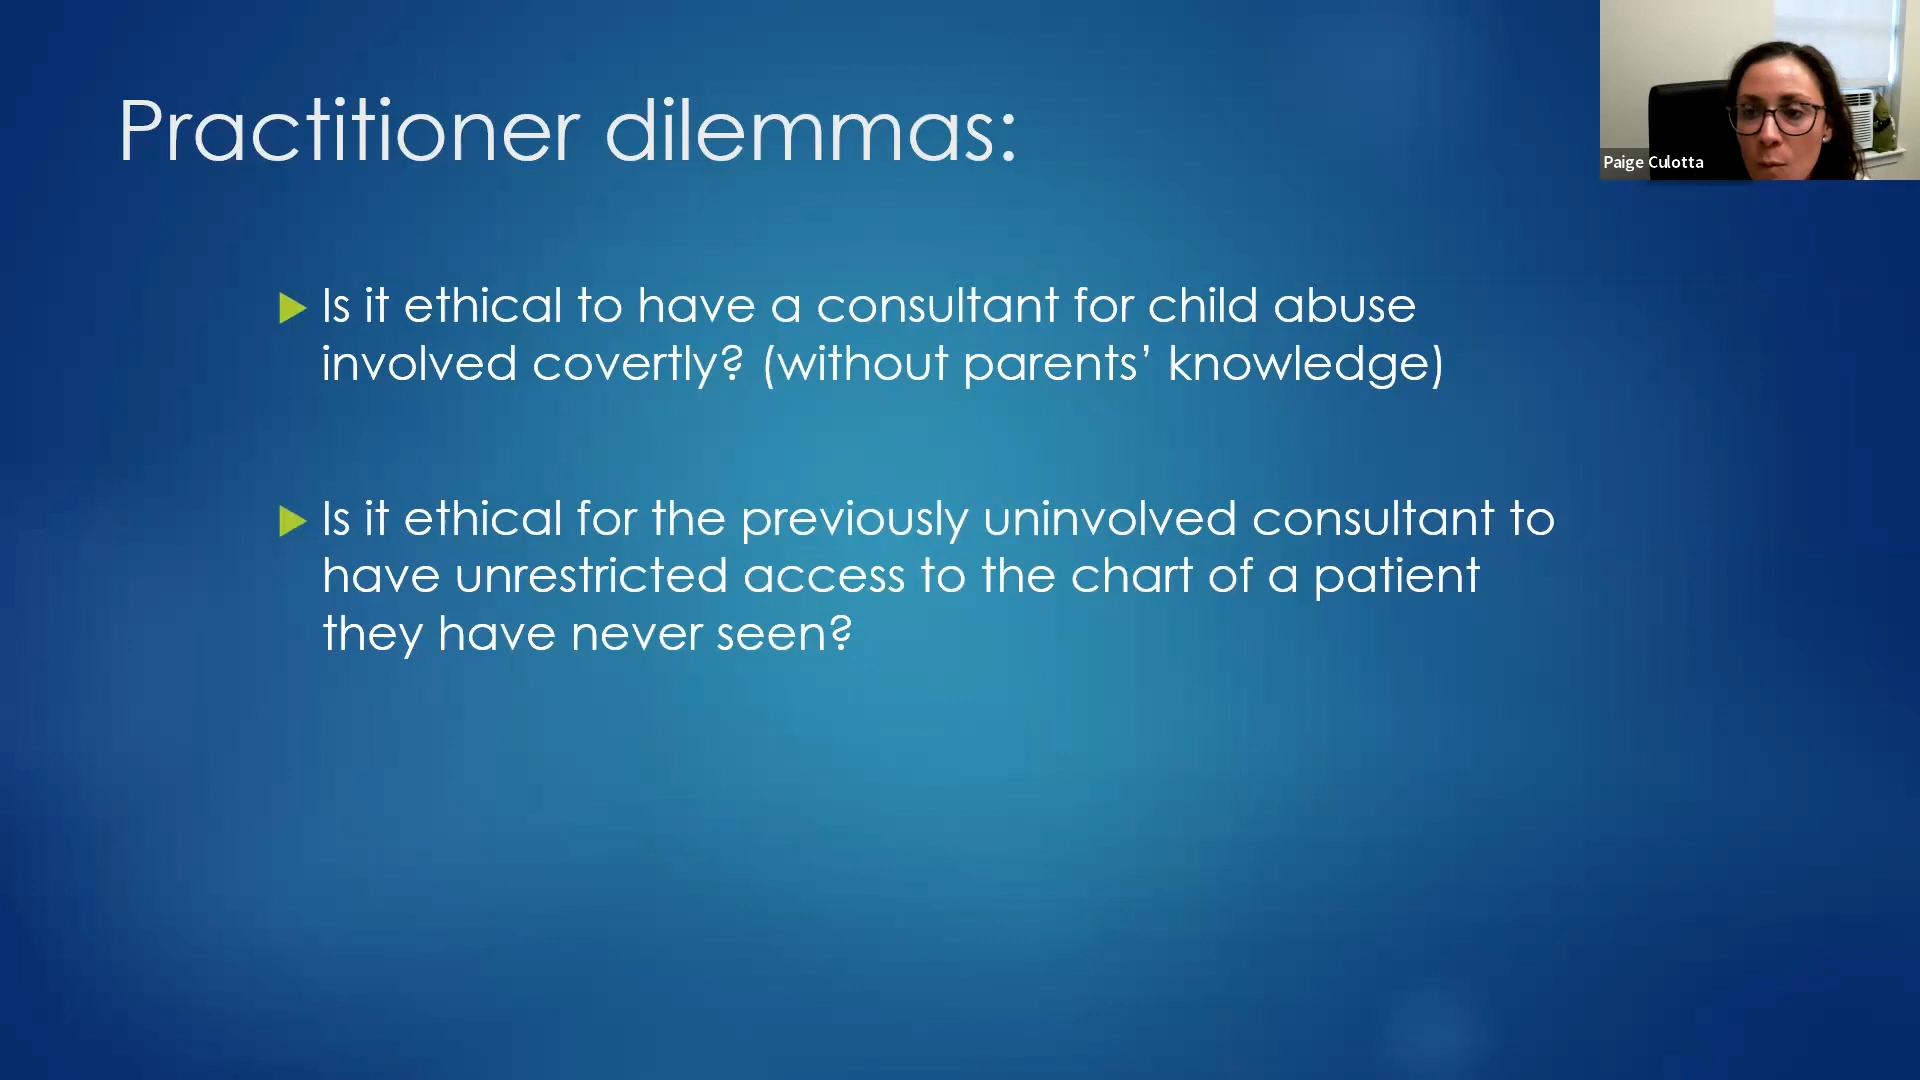 Practitioner dilemmas:
Is it ethical to have a consultant for child abuse
involved covertly? (without parents’ knowledge)
Is it ethical for the previously uninvolved consultant to
have unrestricted access to the chart of a patient
they have never seen?
Paige Culotta